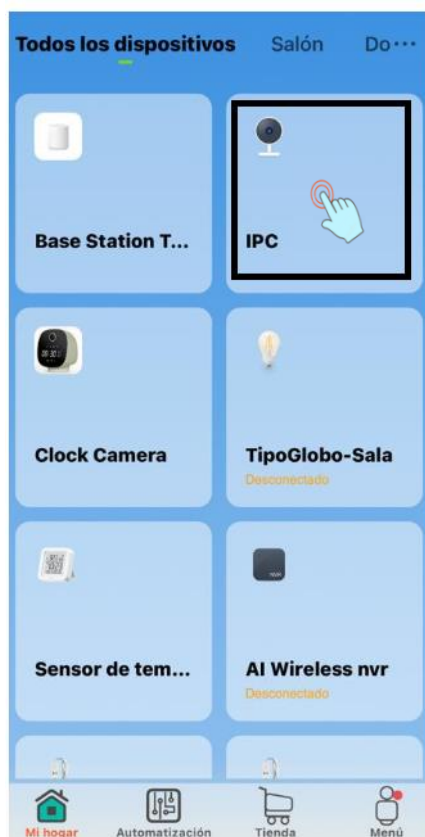 Todos los dispositivos Salón Do...
Base Station T...
IPC
Clock Camera
TipoGlobo-Sala
Desconectado
Sensor de tem...
AI Wireless nvr
Desconectado
Mi hogar Automatización Tienda Menú